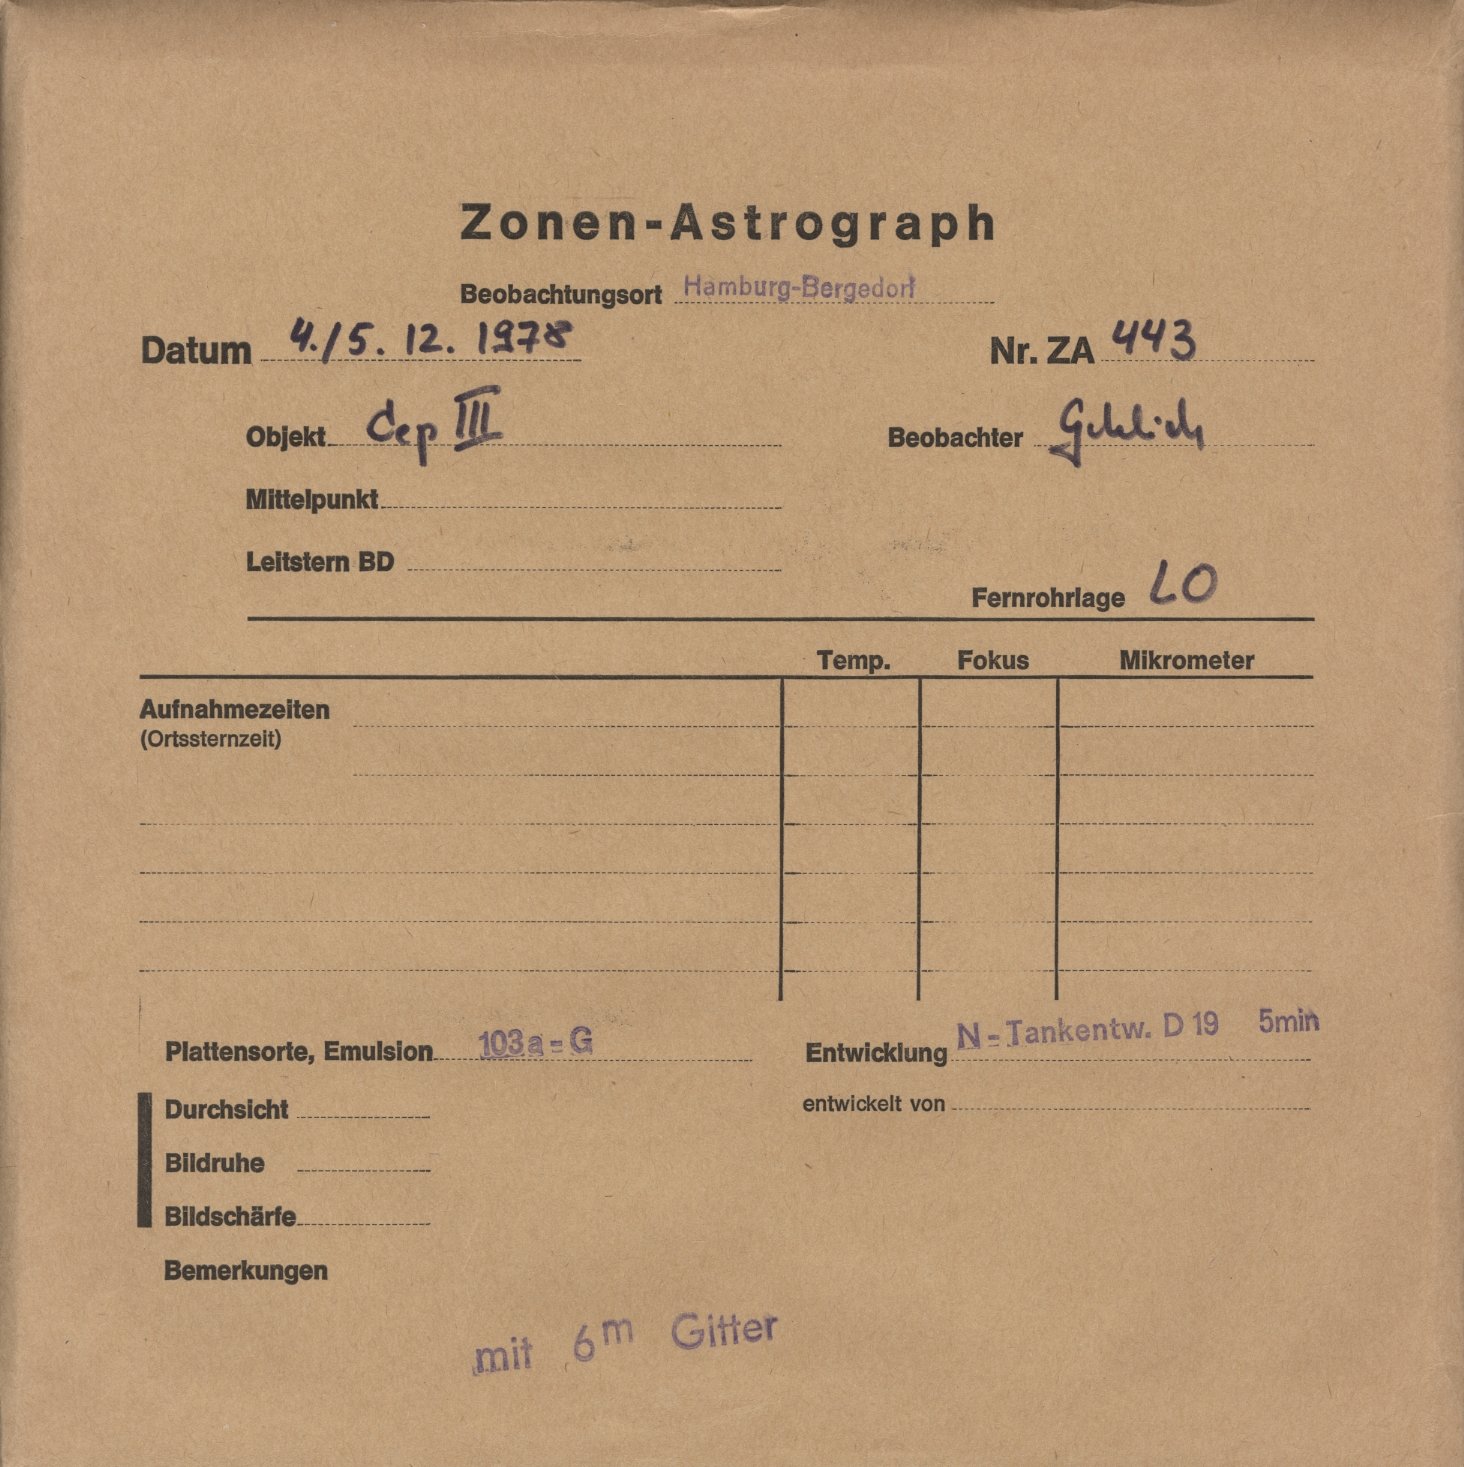 Zonen-Astrograph
Beobachtungsort Hamburg-Bergedorf
Datum 4./5. 12. 1978 Nr. ZA 443
Objekt Cep III Beobachter
Mittelpunkt
Leitstern BD
Fernrohrlage LO
Temp. Fokus Mikrometer
Aufnahmezeiten
(Ortssternzeit)
Plattensorte, Emulsion 103a-G Entwicklung N-Tankentw. D 19 5min
Durchsicht entwickelt von
Bildruhe
Bildschärfe
Bemerkungen
mit 6m Gitter